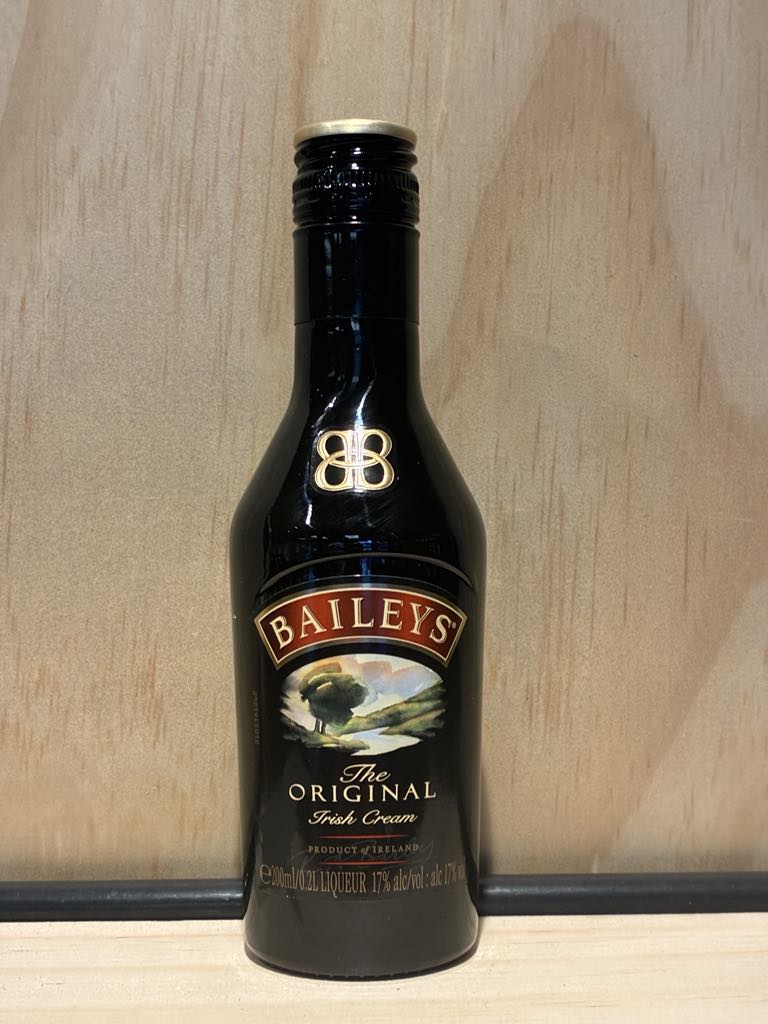 BAILEYS®
The
ORIGINAL
Irish Cream
PRODUCT of IRELAND
℮200ml/0.2L LIQUEUR 17% alc/vol : alc 17%